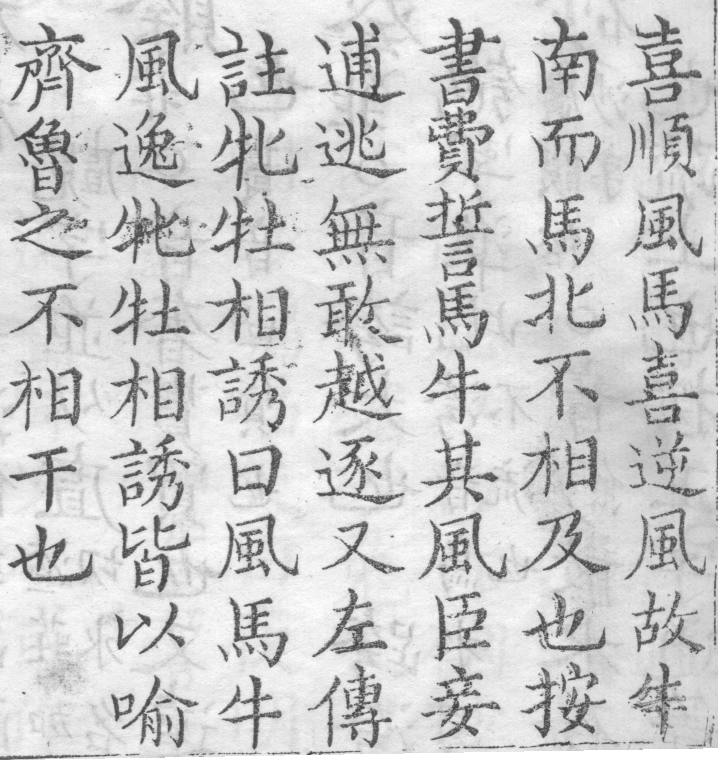 喜順風馬喜逆風故牛
南而馬北不相及也按
書費誓馬牛其風臣妾
逋逃無敢越逐又左傳
註牝牡相誘曰風馬牛
風逸牝牡相誘皆以喻
齊魯之不相干也